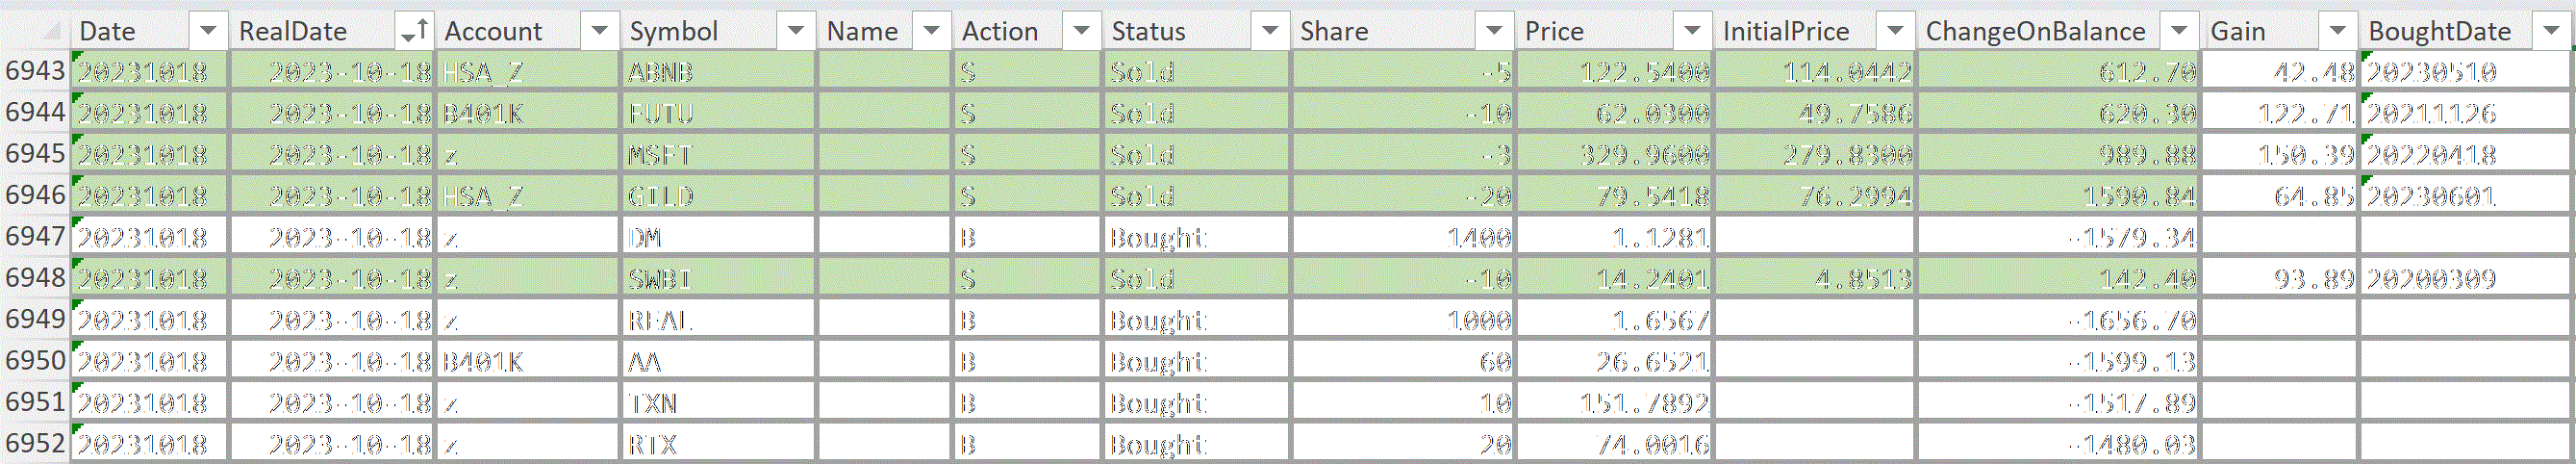 Date RealDate Account Symbol Name Action Status Share Price InitialPrice ChangeOnBalance Gain BoughtDate
6943 20231018 2023-10-18 HSA_Z ABNB S Sold -5 122.5400 114.0442 612.70 42.48 20230510
6944 20231018 2023-10-18 B401K FUTU S Sold -10 62.0300 49.7586 620.30 122.71 20211126
6945 20231018 2023-10-18 z MSFT S Sold -3 329.9600 279.8300 989.88 150.39 20220418
6946 20231018 2023-10-18 HSA_Z GILD S Sold -20 79.5418 76.2994 1590.84 64.85 20230601
6947 20231018 2023-10-18 z DM B Bought 1400 1.1281 -1579.34
6948 20231018 2023-10-18 z SWBI S Sold -10 14.2401 4.8513 142.40 93.89 20200309
6949 20231018 2023-10-18 z REAL B Bought 1000 1.6567 -1656.70
6950 20231018 2023-10-18 B401K AA B Bought 60 26.6521 -1599.13
6951 20231018 2023-10-18 z TXN B Bought 10 151.7892 -1517.89
6952 20231018 2023-10-18 z RTX B Bought 20 74.0016 -1480.03